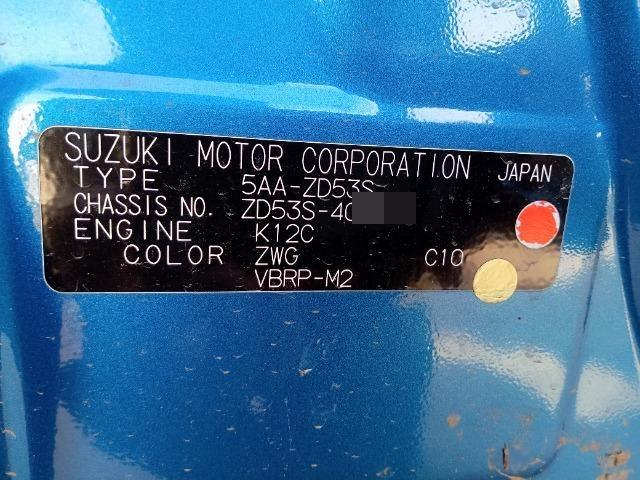 SUZUKI MOTOR CORPORATION JAPAN
TYPE 5AA-ZD53S
CHASSIS NO. ZD53S-40
ENGINE K12C
COLOR ZWG C10
VBRP-M2